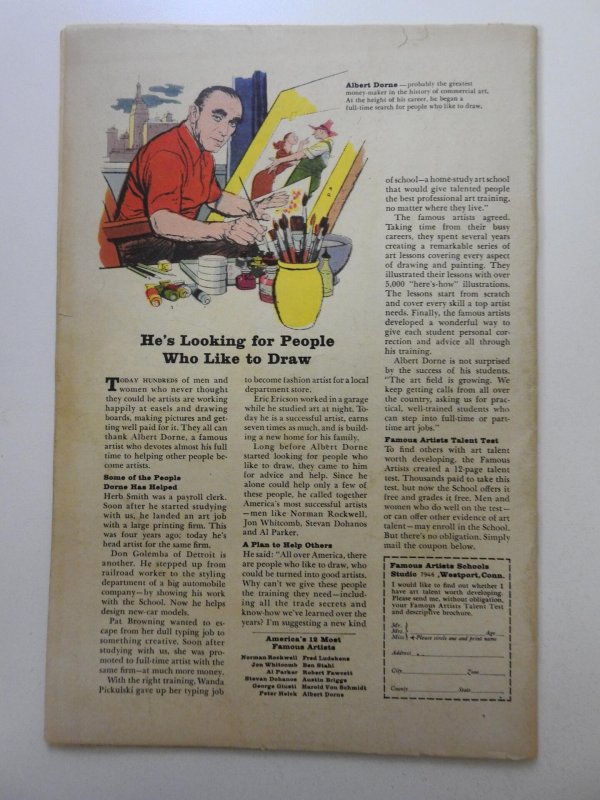 Albert Dorne — probably the greatest
money-maker in the history of commercial art.
At the height of his career, he began a
full-time search for people who like to draw.
He's Looking for People
Who Like to Draw
TODAY HUNDREDS of men and
women who never thought
they could be artists are working
happily at easels and drawing
boards, making pictures and get-
ting well paid for it. They all can
thank Albert Dorne, a famous
artist who devotes almost his full
time to helping other people be-
come artists.
Some of the People
Dorne Has Helped
Herb Smith was a payroll clerk.
Soon after he started studying
with us, he landed an art job
with a large printing firm. This
was four years ago; today he's
head artist for the same firm.
Don Golemba of Detroit is
another. He stepped up from
railroad worker to the styling
department of a big automobile
company—by showing his work
with the School. Now he helps
design new-car models.
Pat Browning wanted to es-
cape from her dull typing job to
something creative. Soon after
studying with us, she was pro-
moted to full-time artist with the
same firm—at much more money.
With the right training, Wanda
Pickulski gave up her typing job
to become fashion artist for a local
department store.
Eric Ericson worked in a garage
while he studied art at night. To-
day he is a successful artist, earns
seven times as much, and is build-
ing a new home for his family.
Long before Albert Dorne
started looking for people who
like to draw, they came to him
for advice and help. Since he
alone could help only a few of
these people, he called together
America's most successful artists
—men like Norman Rockwell,
Jon Whitcomb, Stevan Dohanos
and Al Parker.
A Plan to Help Others
He said: "All over America, there
are people who like to draw, who
could be turned into good artists.
Why can't we give these people
the training they need—includ-
ing all the trade secrets and
know-how we've learned over the
years? I'm suggesting a new kind
America's 12 Most
Famous Artists
Norman Rockwell Fred Ludekens
Jon Whitcomb Ben Stahl
Al Parker Robert Fawcett
Stevan Dohanos Austin Briggs
George Giusti Harold Von Schmidt
Peter Helck Albert Dorne
of school—a home-study art school
that would give talented people
the best professional art training,
no matter where they live."
The famous artists agreed.
Taking time from their busy
careers, they spent several years
creating a remarkable series of
art lessons covering every aspect
of drawing and painting. They
illustrated their lessons with over
5,000 "here's-how" illustrations.
The lessons start from scratch
and cover every skill a top artist
needs. Finally, the famous artists
developed a wonderful way to
give each student personal cor-
rection and advice all through
his training.
Albert Dorne is not surprised
by the success of his students.
"The art field is growing. We
keep getting calls from all over
the country, asking us for prac-
tical, well-trained students who
can step into full-time or part-
time art jobs."
Famous Artists Talent Test
To find others with art talent
worth developing, the Famous
Artists created a 12-page talent
test. Thousands paid to take this
test, but now the School offers it
free and grades it free. Men and
women who do well on the test—
or can offer other evidence of art
talent—may enroll in the School.
But there's no obligation. Simply
mail the coupon below.
Famous Artists Schools
Studio 7946, Westport, Conn.
I would like to find out whether I
have art talent worth developing.
Please send me, without obligation,
your Famous Artists Talent Test
and descriptive brochure.
Mr.
Mrs. Age
Miss Please circle one and print name
Address
City Zone
County State